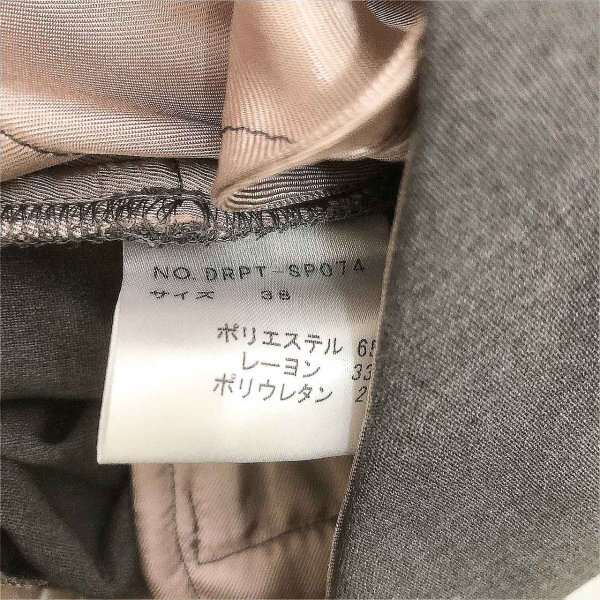 NO. DRPT-SP074
サイズ 38
ポリエステル 65
レーヨン 33
ポリウレタン 2